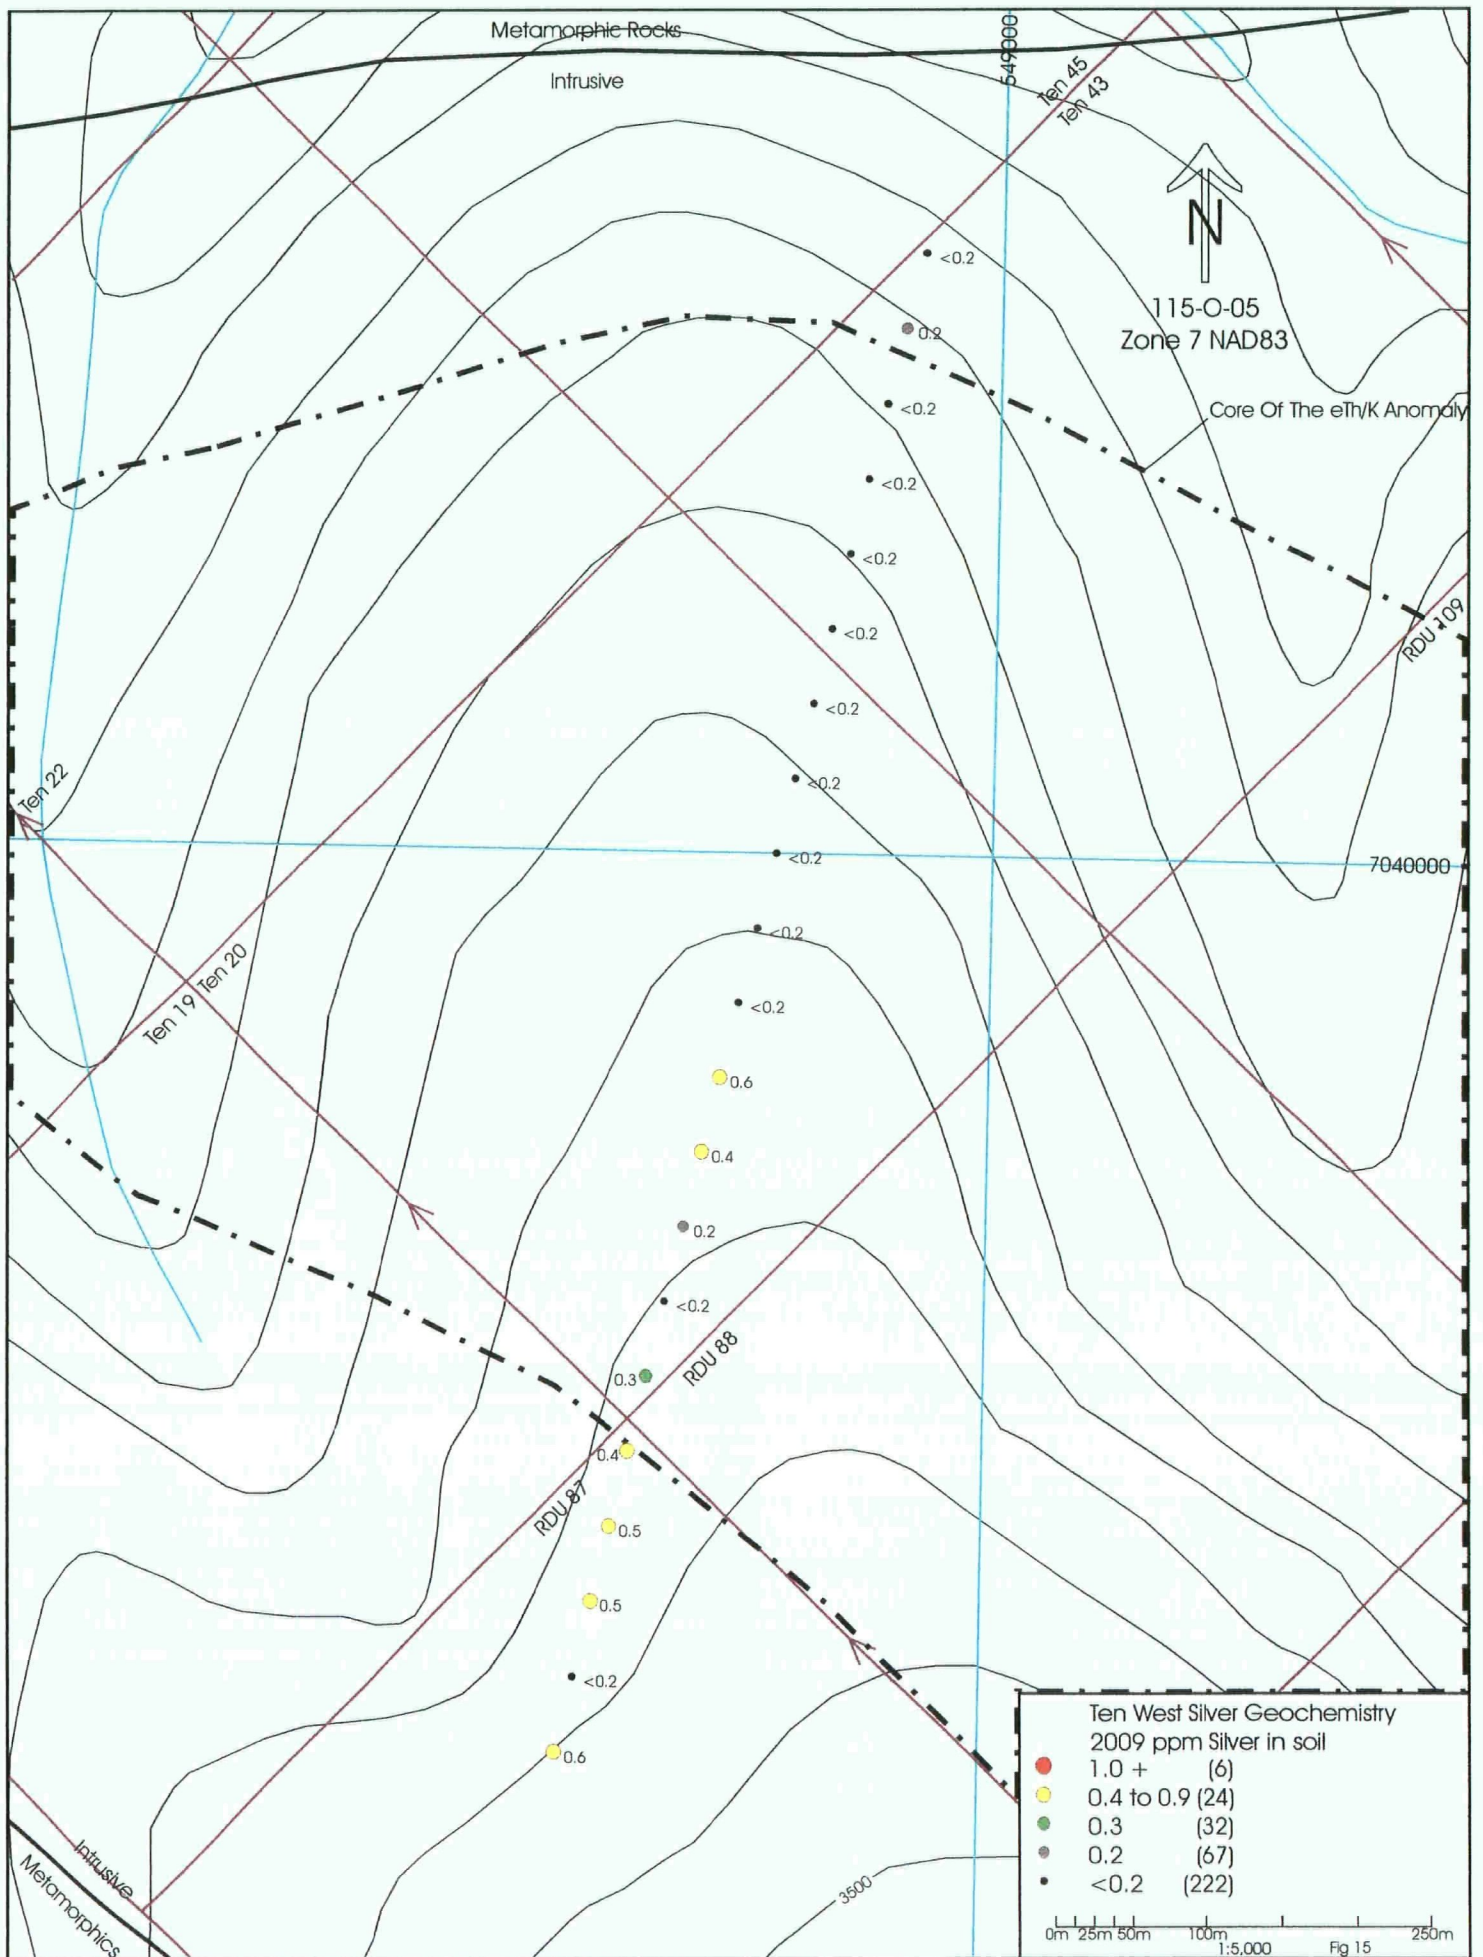 Metamorphic Rocks
Intrusive
549000
Ten 45
Ten 43
N
115-O-05
Zone 7 NAD83
Core Of The eTh/K Anomaly
<0.2
0.2
<0.2
<0.2
<0.2
<0.2
<0.2
<0.2
<0.2
<0.2
<0.2
0.6
0.4
0.2
<0.2
0.3
0.4
0.5
0.5
<0.2
0.6
RDU 109
Ten 22
7040000
Ten 20
Ten 19
RDU 88
RDU 87
Intrusive
Metamorphics
3500
Ten West Silver Geochemistry
2009 ppm Silver in soil
1.0 + (6)
0.4 to 0.9 (24)
0.3 (32)
0.2 (67)
<0.2 (222)
0m 25m 50m 100m 250m
1:5,000 Fig 15